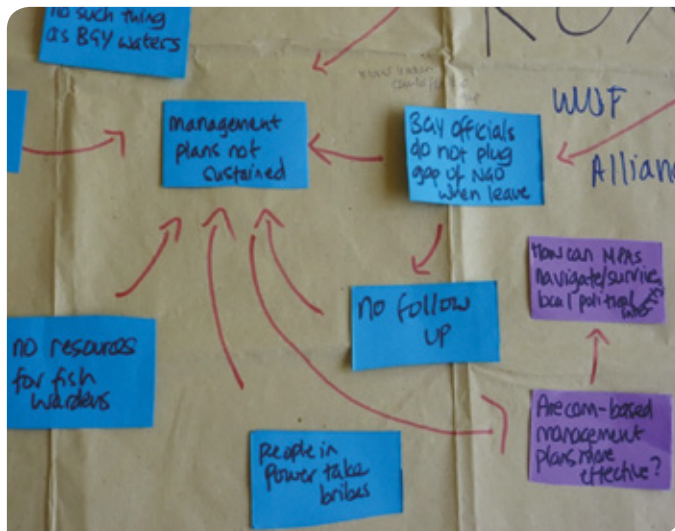 no such thing
as BGY waters
management
plans not
sustained
BGY officials
do not plug
gap of NGO
when leave
WWF
Allianc
How can MPAs
navigate/survive
local political
no follow
up
no resources
for fish
wardens
Are com-based
management
plans more
effective?
People in
Power take
bribes